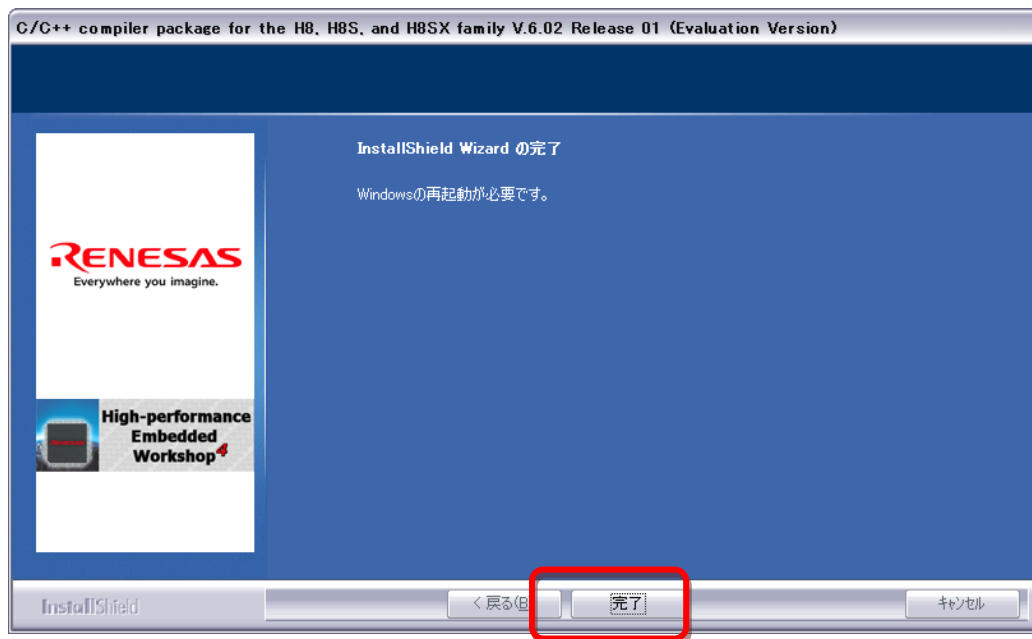 C/C++ compiler package for the H8, H8S, and H8SX family V.6.02 Release 01 (Evaluation Version)
InstallShield Wizard の完了
Windowsの再起動が必要です。
RENESAS
Everywhere you imagine.
High-performance
Embedded
Workshop4
InstallShield
< 戻る(B
完了
キャンセル